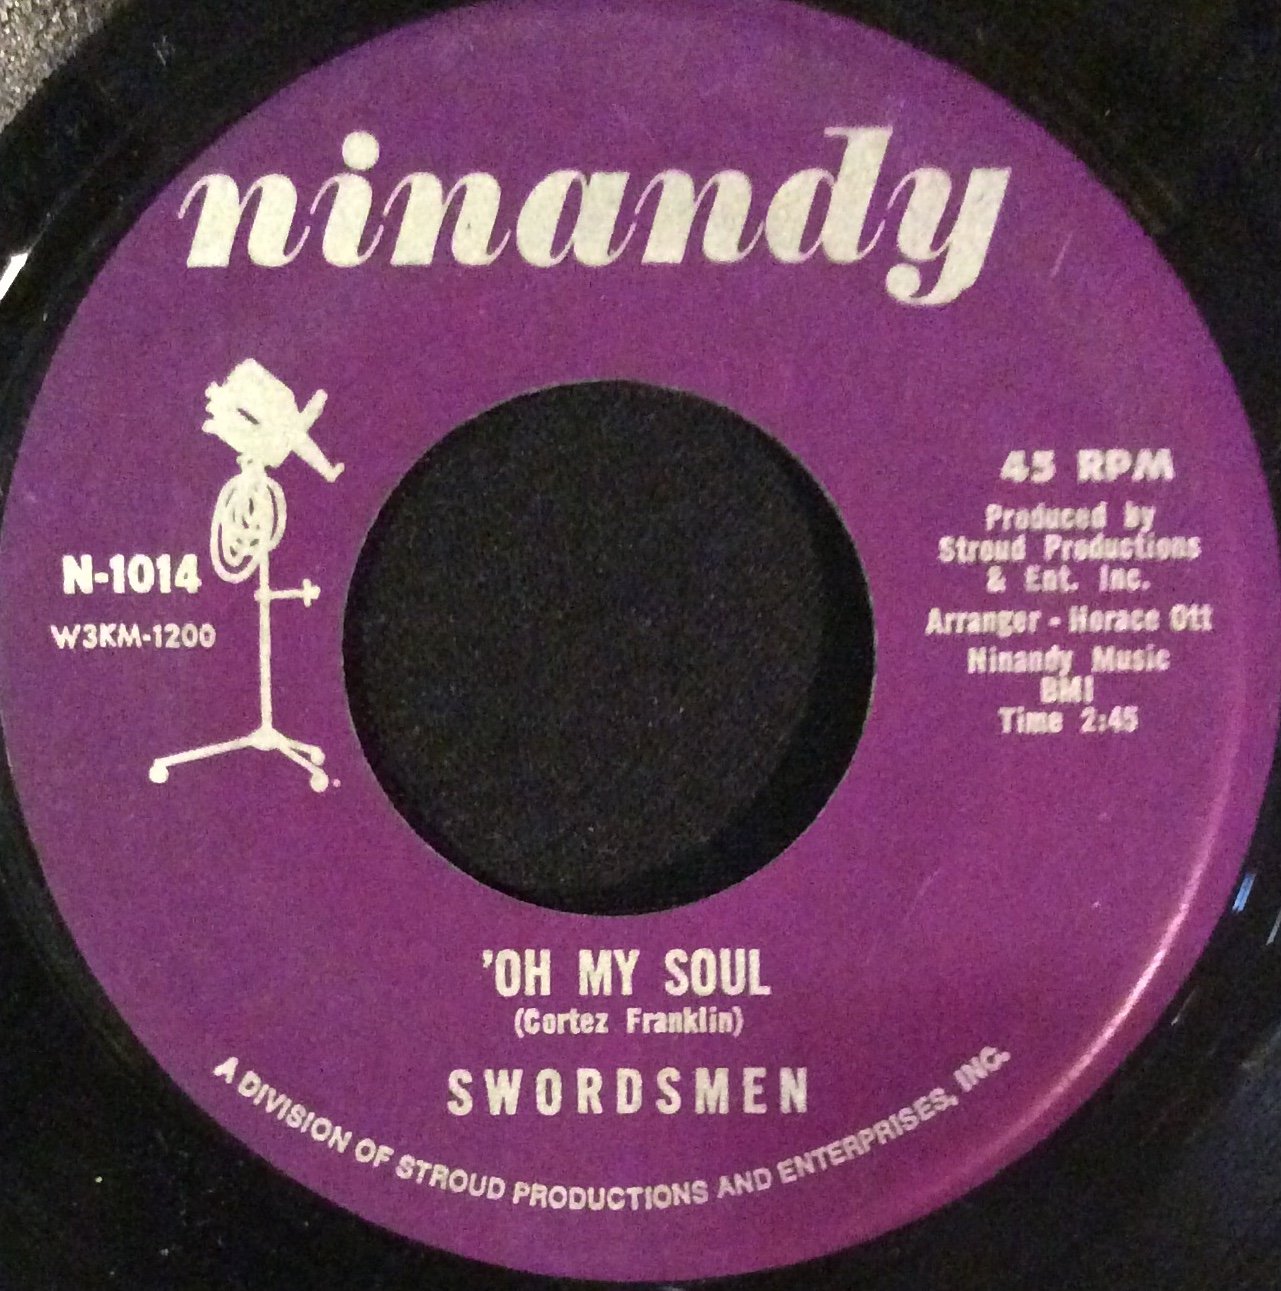 ninandy
N-1014
W3KM-1200
45 RPM
Produced by
Stroud Productions
& Ent. Inc.
Arranger - Horace Ott
Ninandy Music
BMI
Time 2:45
'OH MY SOUL
(Cortez Franklin)
SWORDSMEN
A DIVISION OF STROUD PRODUCTIONS AND ENTERPRISES, INC.